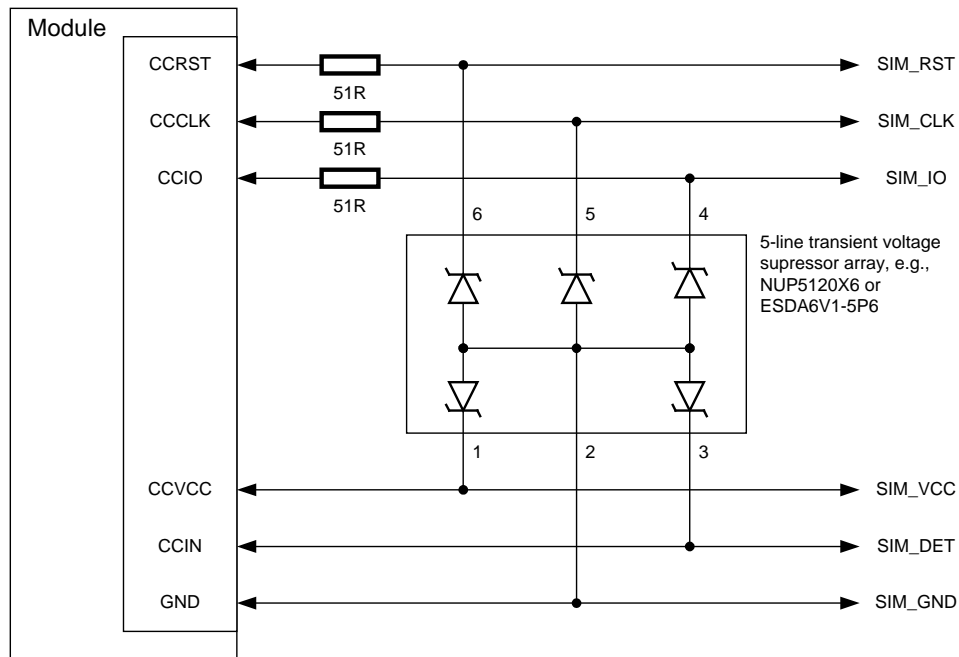 Module
CCRST
51R
SIM_RST
CCCLK
51R
SIM_CLK
CCIO
51R
SIM_IO
6
5
4
5-line transient voltage
supressor array, e.g.,
NUP5120X6 or
ESDA6V1-5P6
1
2
3
CCVCC
SIM_VCC
CCIN
SIM_DET
GND
SIM_GND